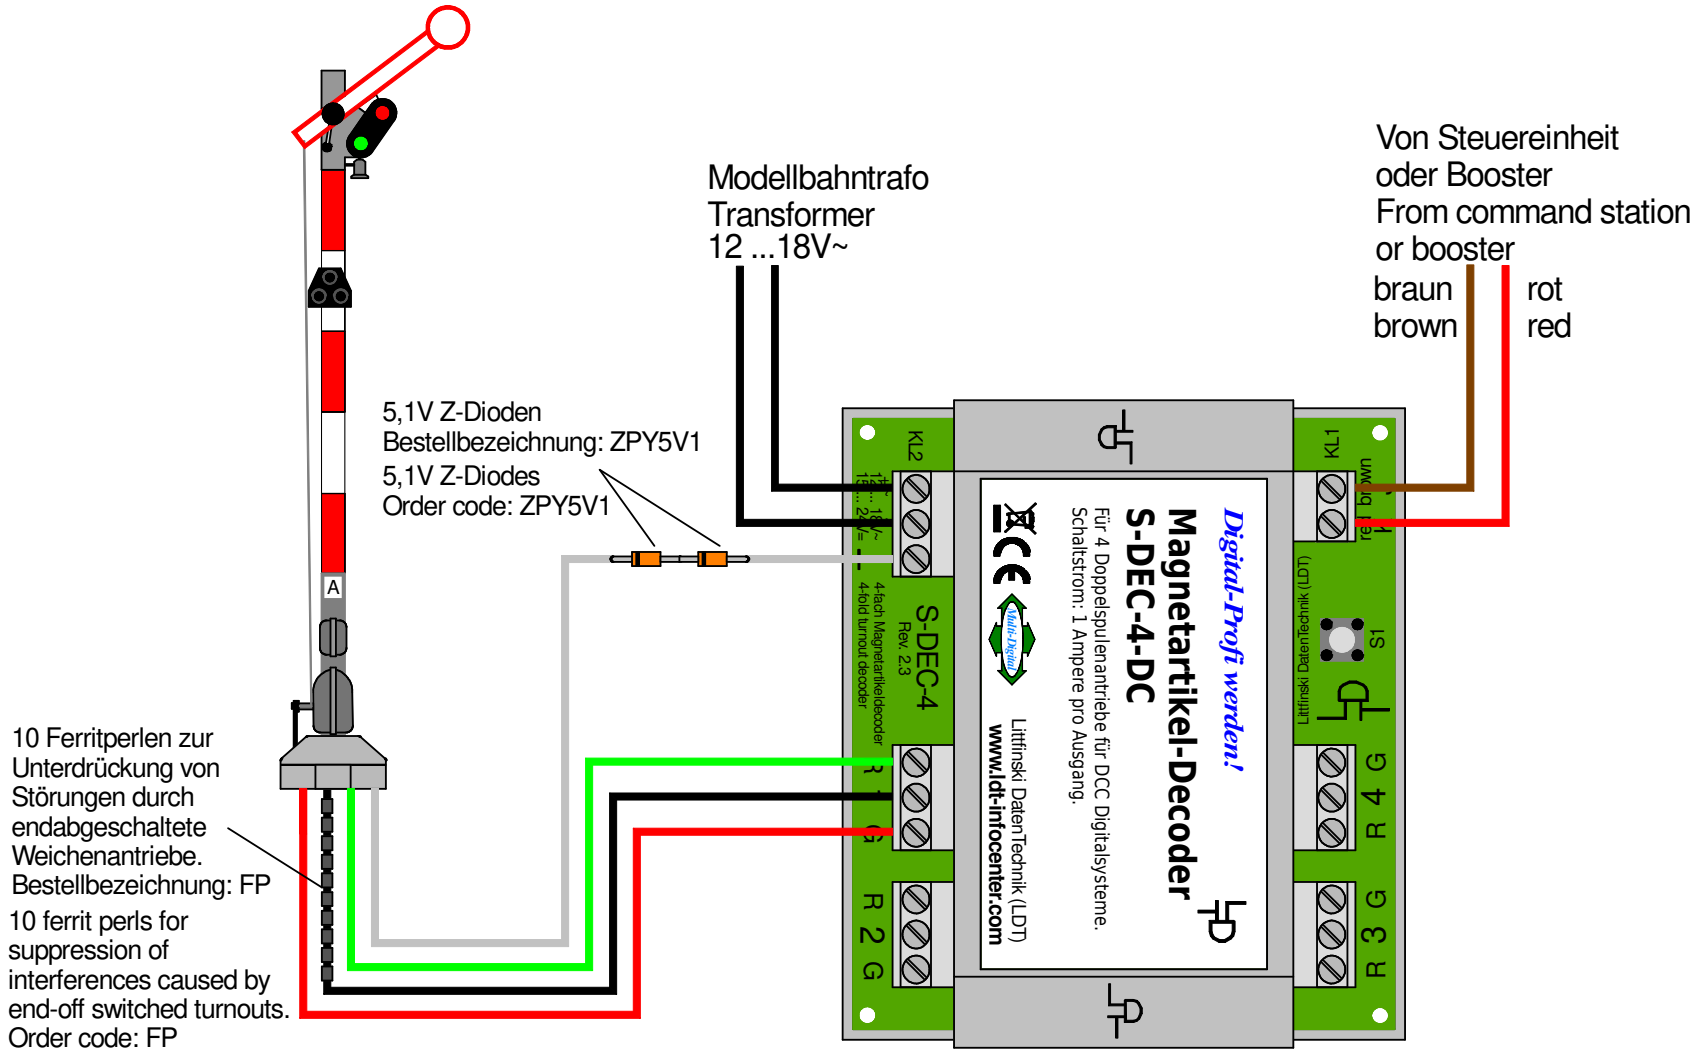 Modellbahntrafo
Transformer
12 ...18V~
Von Steuereinheit
oder Booster
From command station
or booster
braun rot
brown red
5,1V Z-Dioden
Bestellbezeichnung: ZPY5V1
5,1V Z-Diodes
Order code: ZPY5V1
A
10 Ferritperlen zur
Unterdrückung von
Störungen durch
endabgeschaltete
Weichenantriebe.
Bestellbezeichnung: FP
10 ferrit perls for
suppression of
interferences caused by
end-off switched turnouts.
Order code: FP
KL2
S-DEC-4
Rev. 2.3
4-fach Magnetartikeldecoder
4-fold turnout decoder
R
G
R 2 G
Digital-Profi werden!
Magnetartikel-Decoder
S-DEC-4-DC
Für 4 Doppelspulenantriebe für DCC Digitalsysteme.
Schaltstrom: 1 Ampere pro Ausgang.
CE
Multi-Digital
Littfinski DatenTechnik (LDT)
www.ldt-infocenter.com
KL1
red brown
Littfinski DatenTechnik (LDT)
S1
R 4 G
R 3 G